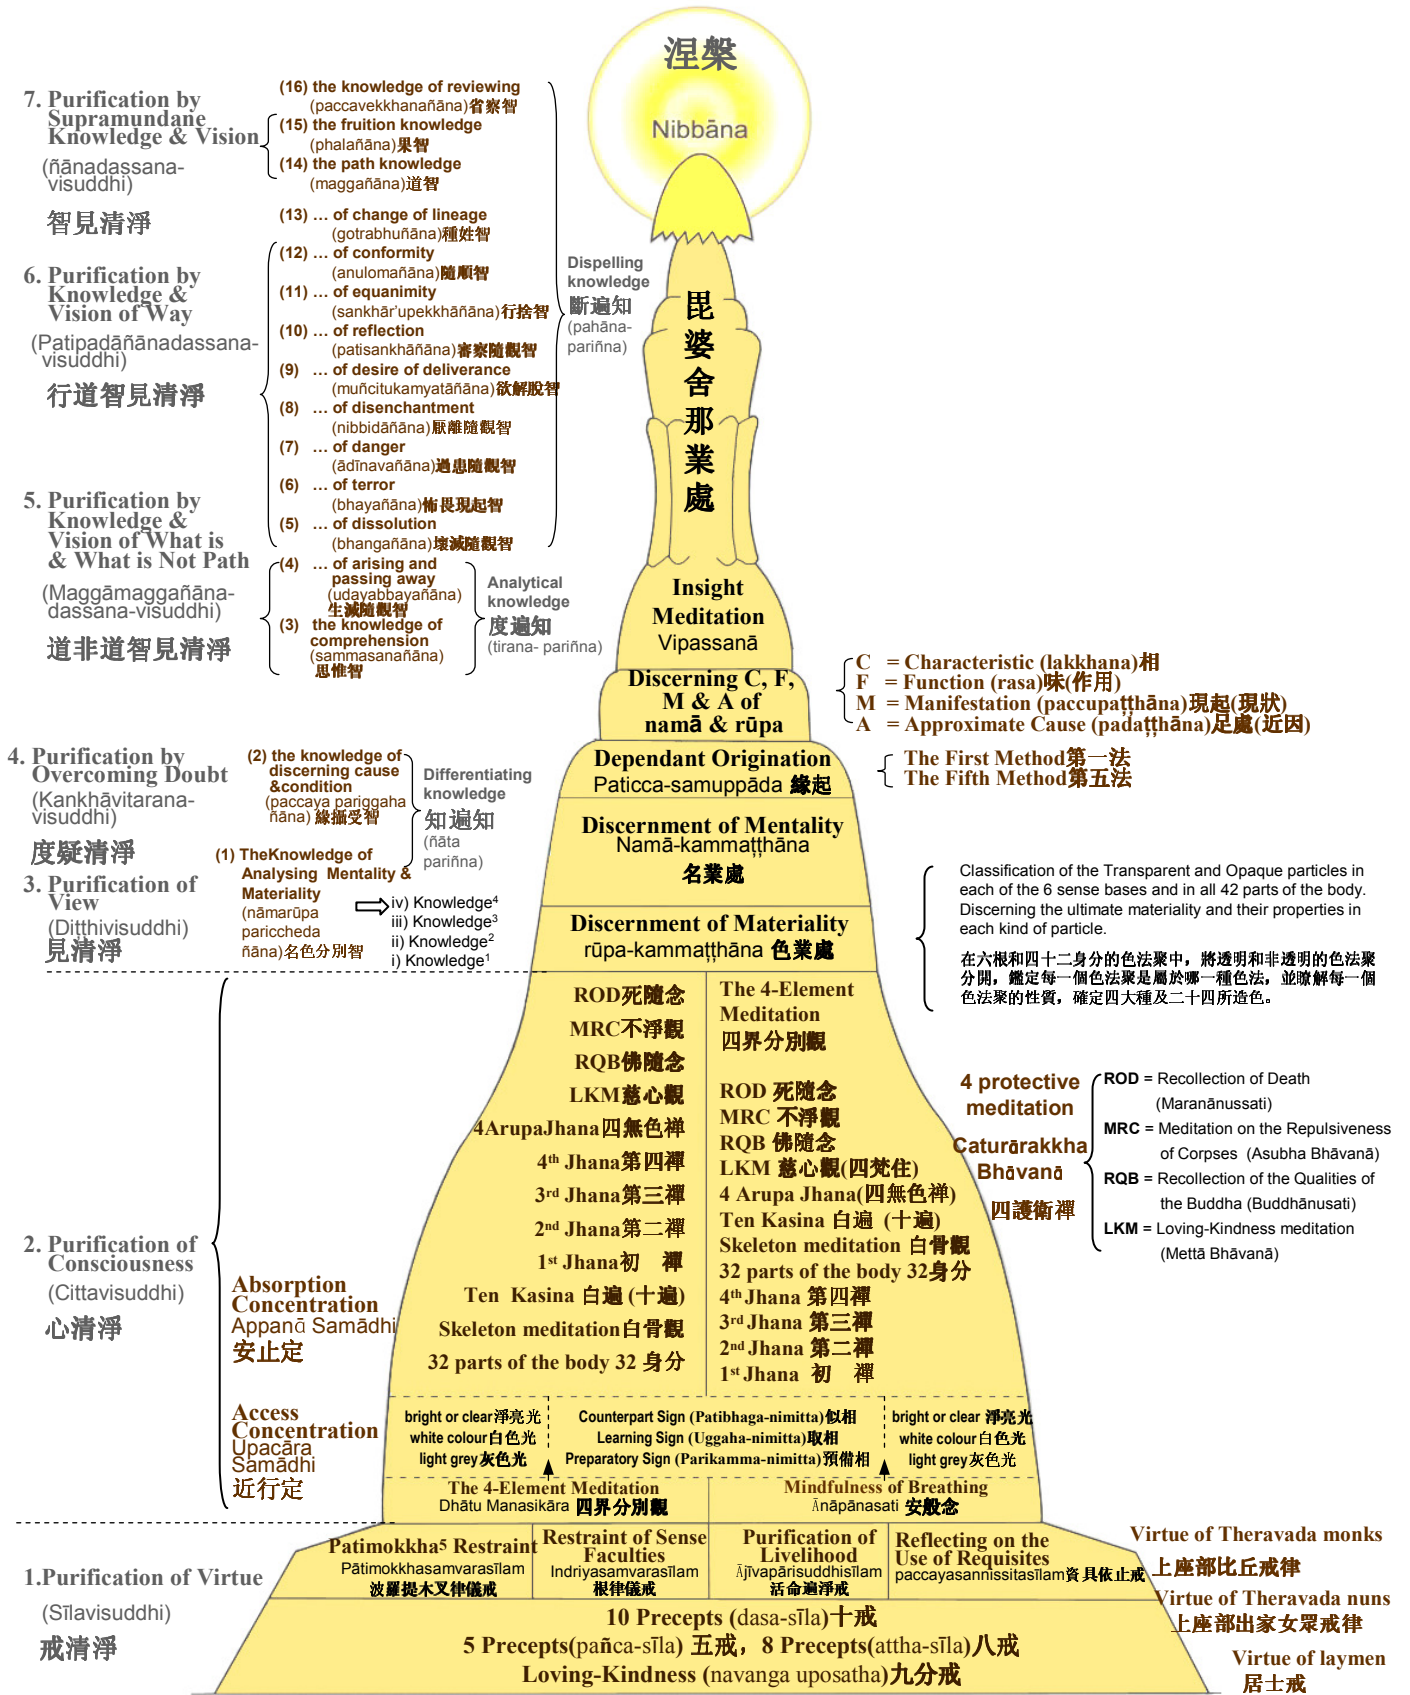 涅槃
Nibbāna
7. Purification by
Supramundane
Knowledge & Vision
(ñānadassana-
visuddhi)
智見清淨
(16) the knowledge of reviewing
(paccavekkhanañāna)省察智
(15) the fruition knowledge
(phalañāna)果智
(14) the path knowledge
(maggañāna)道智
(13) ... of change of lineage
(gotrabhuñāna)種姓智
6. Purification by
Knowledge &
Vision of Way
(Patipadāñānadassana-
visuddhi)
行道智見清淨
(12) ... of conformity
(anulomañāna)隨順智
(11) ... of equanimity
(sankhār'upekkhāñāna)行捨智
(10) ... of reflection
(patisankhāñāna)審察隨觀智
(9) ... of desire of deliverance
(muñcitukamyatāñāna)欲解脫智
(8) ... of disenchantment
(nibbidāñāna)厭離隨觀智
(7) ... of danger
(ādīnavañāna)過患隨觀智
(6) ... of terror
(bhayañāna)怖畏現起智
(5) ... of dissolution
(bhangañāna)壞滅隨觀智
Dispelling
knowledge
斷遍知
(pahāna-
pariñna)
毘婆舍那業處
5. Purification by
Knowledge &
Vision of What is
& What is Not Path
(Maggāmaggañāna-
dassana-visuddhi)
道非道智見清淨
(4) ... of arising and
passing away
(udayabbayañāna)
生滅隨觀智
(3) the knowledge of
comprehension
(sammasanañāna)
思惟智
Analytical
knowledge
度遍知
(tirana- pariñna)
Insight
Meditation
Vipassanā
Discerning C, F,
M & A of
namā & rūpa
C = Characteristic (lakkhana)相
F = Function (rasa)味(作用)
M = Manifestation (paccupaṭṭhāna)現起(現狀)
A = Approximate Cause (padaṭṭhāna)足處(近因)
4. Purification by
Overcoming Doubt
(Kankhāvitarana-
visuddhi)
度疑清淨
(2) the knowledge of
discerning cause
&condition
(paccaya pariggaha
ñāna) 緣攝受智
Differentiating
knowledge
知遍知
(ñāta
pariñna)
Dependant Origination
Paticca-samuppāda 緣起
The First Method第一法
The Fifth Method第五法
Discernment of Mentality
Namā-kammaṭṭhāna
名業處
3. Purification of
View
(Ditthivisuddhi)
見清淨
(1) TheKnowledge of
Analysing Mentality &
Materiality
(nāmarūpa
pariccheda
ñāna)名色分別智
iv) Knowledge4
iii) Knowledge3
ii) Knowledge2
i) Knowledge1
Discernment of Materiality
rūpa-kammaṭṭhāna 色業處
Classification of the Transparent and Opaque particles in
each of the 6 sense bases and in all 42 parts of the body.
Discerning the ultimate materiality and their properties in
each kind of particle.
在六根和四十二身分的色法聚中，將透明和非透明的色法聚
分開，鑑定每一個色法聚是屬於哪一種色法，並瞭解每一個
色法聚的性質，確定四大種及二十四所造色。
2. Purification of
Consciousness
(Cittavisuddhi)
心清淨
Absorption
Concentration
Appanā Samādhi
安止定
Access
Concentration
Upacāra
Samādhi
近行定
ROD死隨念
MRC不淨觀
RQB佛隨念
LKM慈心觀
4ArupaJhana四無色禅
4th Jhana第四禪
3rd Jhana第三禪
2nd Jhana第二禪
1st Jhana初 禪
Ten Kasina 白遍 (十遍)
Skeleton meditation白骨觀
32 parts of the body 32 身分
The 4-Element
Meditation
四界分別觀
ROD 死隨念
MRC 不淨觀
RQB 佛隨念
LKM 慈心觀(四梵住)
4 Arupa Jhana(四無色禅)
Ten Kasina 白遍 (十遍)
Skeleton meditation 白骨觀
32 parts of the body 32身分
4th Jhana 第四禪
3rd Jhana 第三禪
2nd Jhana 第二禪
1st Jhana 初 禪
4 protective
meditation
Caturārakkha
Bhāvanā
四護衛禪
ROD = Recollection of Death
(Maranānussati)
MRC = Meditation on the Repulsiveness
of Corpses (Asubha Bhāvanā)
RQB = Recollection of the Qualities of
the Buddha (Buddhānusati)
LKM = Loving-Kindness meditation
(Mettā Bhāvanā)
bright or clear淨亮光
white colour白色光
light grey灰色光
Counterpart Sign (Patibhaga-nimitta)似相
Learning Sign (Uggaha-nimitta)取相
Preparatory Sign (Parikamma-nimitta)預備相
bright or clear 淨亮光
white colour白色光
light grey灰色光
The 4-Element Meditation
Dhātu Manasikāra 四界分別觀
Mindfulness of Breathing
Ānāpānasati 安般念
1.Purification of Virtue
(Sīlavisuddhi)
戒清淨
Patimokkha5 Restraint
Pātimokkhasamvarasīlam
波羅提木叉律儀戒
Restraint of Sense
Faculties
Indriyasamvarasīlam
根律儀戒
Purification of
Livelihood
Ājīvapārisuddhisīlam
活命遍淨戒
Reflecting on the
Use of Requisites
paccayasannissitasīlam資具依止戒
Virtue of Theravada monks
上座部比丘戒律
Virtue of Theravada nuns
上座部出家女眾戒律
Virtue of laymen
居士戒
10 Precepts (dasa-sīla)十戒
5 Precepts(pañca-sīla) 五戒，8 Precepts(attha-sīla)八戒
Loving-Kindness (navanga uposatha)九分戒